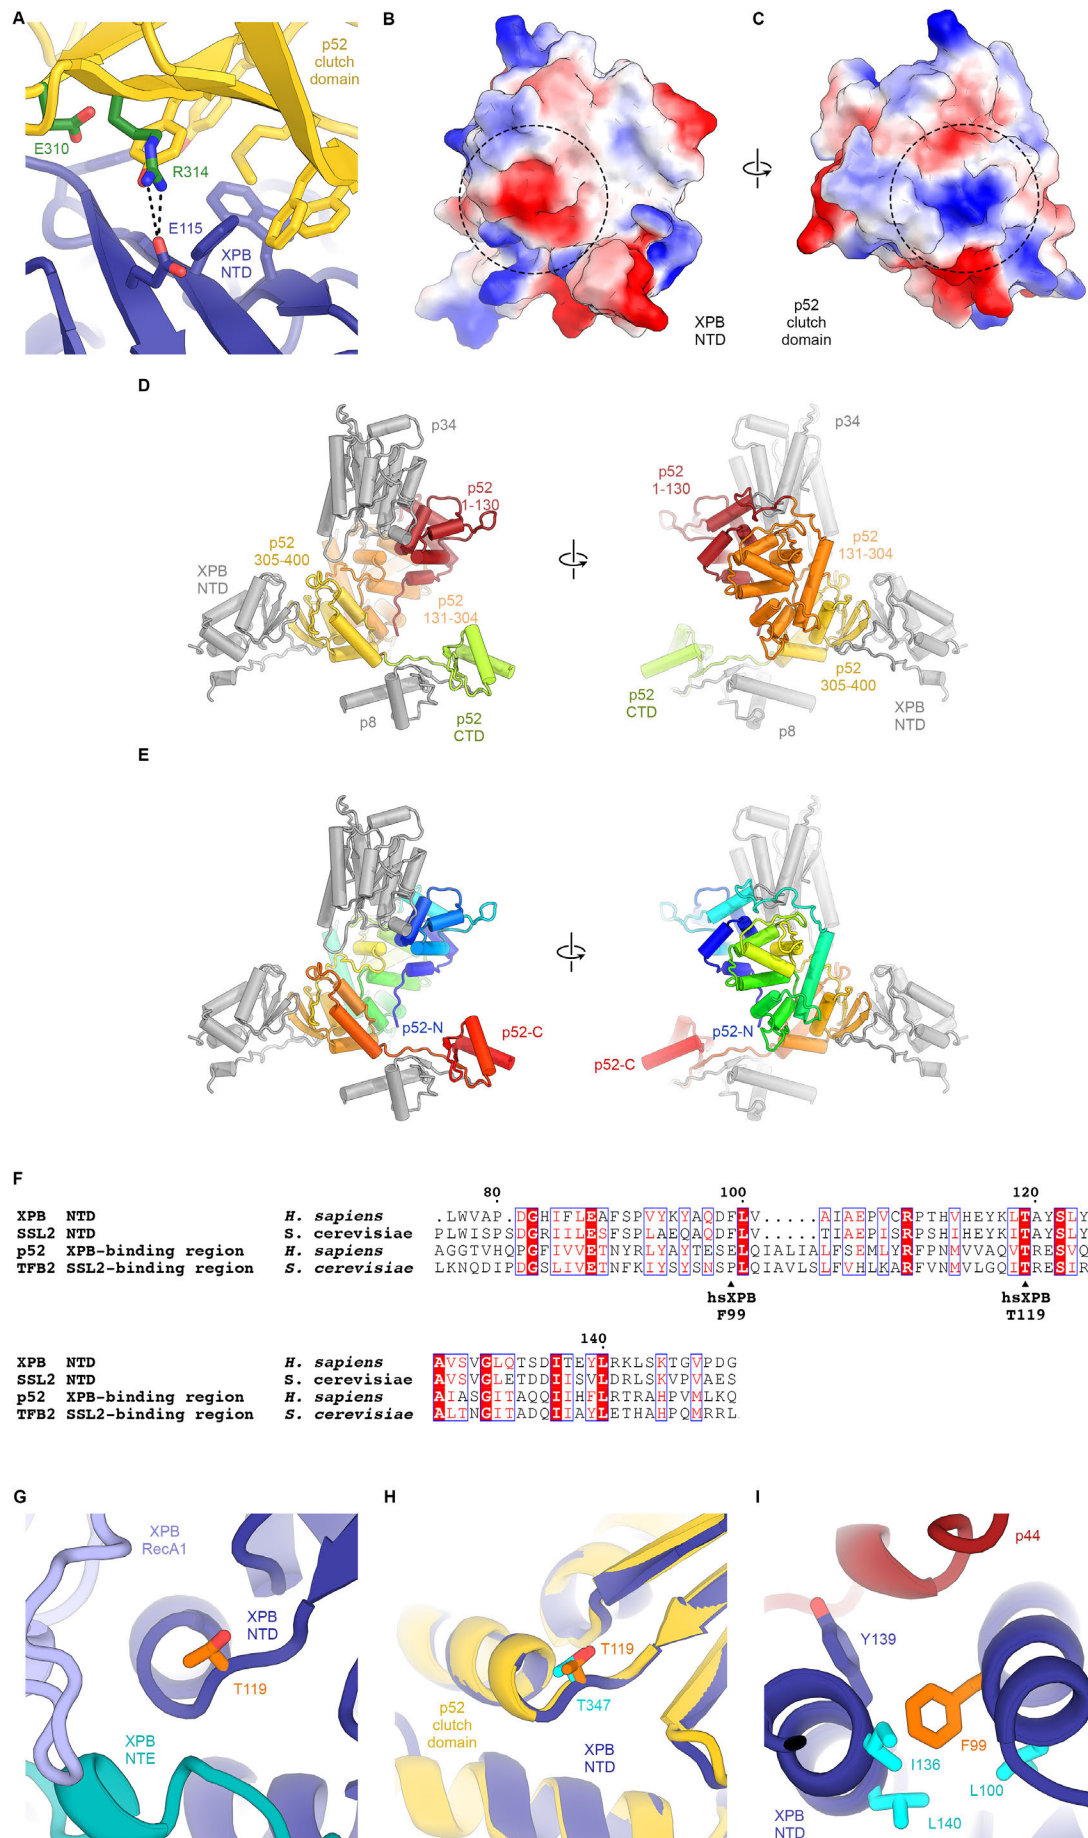 A
p52
clutch
domain
E310
R314
E115
XPB
NTD
B
XPB
NTD
C
p52
clutch
domain
D
p34
p52
1-130
p52
305-400
XPB
NTD
p52
131-304
p8
p52
CTD
p34
p52
1-130
p52
131-304
p52
305-400
p52
CTD
p8
XPB
NTD
E
p52-N
p52-C
p52-N
p52-C
F
80 100 120
XPB NTD H. sapiens .LWVAP.DGHIFLEAFSPVYKYAQDFLV.....AIAEPVCRPTHVHEYKLTAYSLY
SSL2 NTD S. cerevisiae PLWISPSDGRIILESFSPLAEQAQDFLV.....TIAEPISRPSHIHEYKITAYSLY
p52 XPB-binding region H. sapiens AGGTVHQPGFIVVETNYRLYAYTESELQIALIALFSEMLYRFPNMVVAQVTRESVQ
TFB2 SSL2-binding region S. cerevisiae LKNQDIPDGSLIVETNFKIYSYSNSPLQIAVLSLFVHLKARFVNMVLGQITRESIR
hsXPB hsXPB
F99 T119
140
XPB NTD H. sapiens AVSVGLQTSDITEYLRKLSKTGVPDG
SSL2 NTD S. cerevisiae AVSVGLETDDIISVLDRLSKVPVAES
p52 XPB-binding region H. sapiens AIASGITAQQIIHFLRTRAHPVMLKQ
TFB2 SSL2-binding region S. cerevisiae ALTNGITADQIIAYLETHAHPQMRRL
G
XPB
RecA1
XPB
NTD
T119
XPB
NTE
H
T119
T347
p52
clutch
domain
XPB
NTD
I
p44
Y139
F99
I136
L100
L140
XPB
NTD